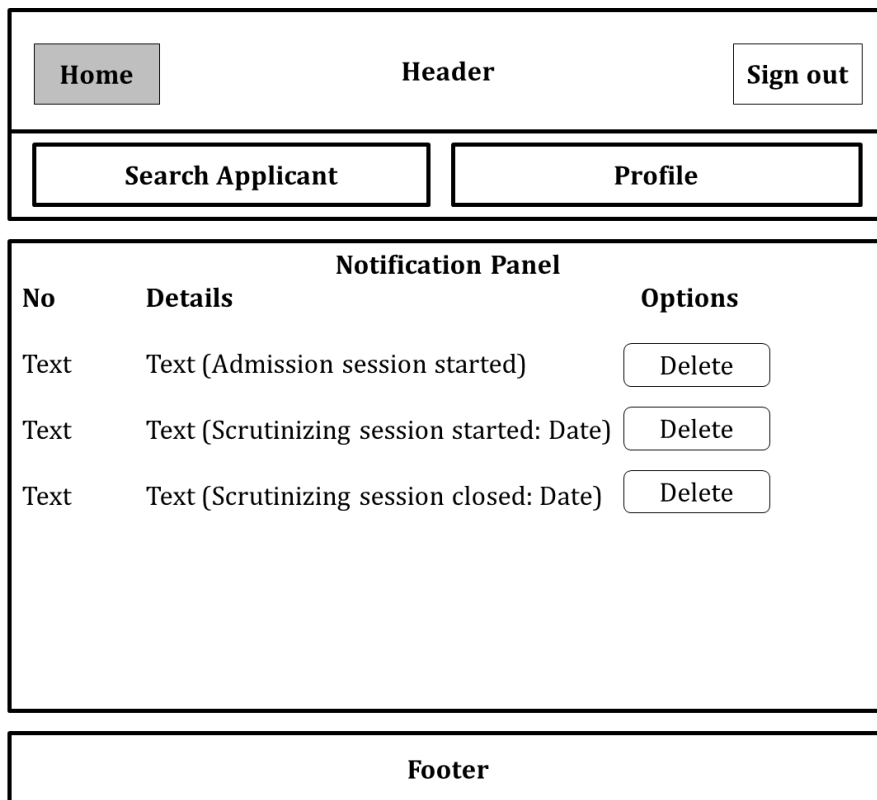 Home Header Sign out
Search Applicant Profile
Notification Panel
No Details Options
Text Text (Admission session started) Delete
Text Text (Scrutinizing session started: Date) Delete
Text Text (Scrutinizing session closed: Date) Delete
Footer